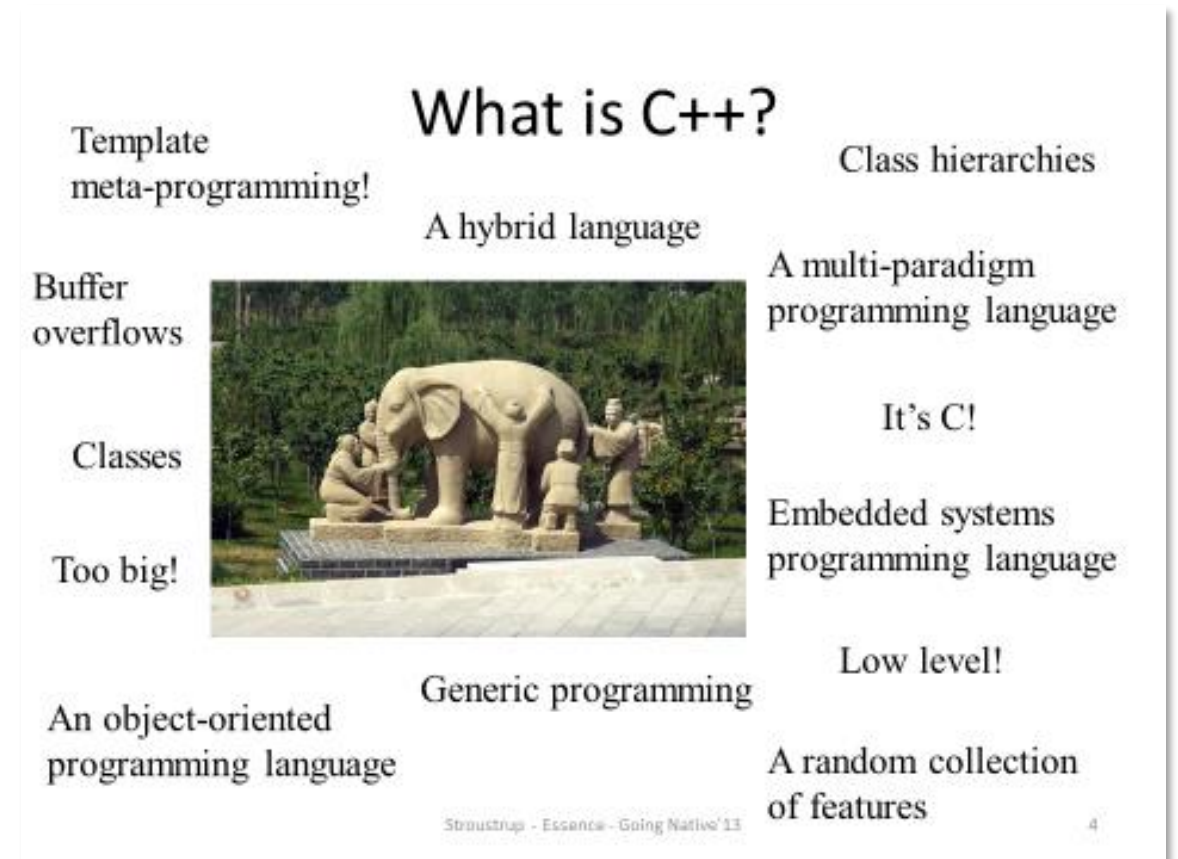 What is C++?
Template
meta-programming!
Class hierarchies
A hybrid language
A multi-paradigm
programming language
Buffer
overflows
It's C!
Classes
Embedded systems
programming language
Too big!
Low level!
Generic programming
An object-oriented
programming language
A random collection
of features
Stroustrup - Essence - Going Native'13
4